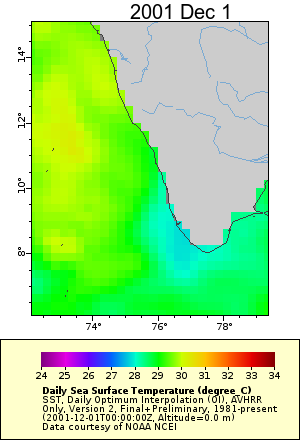 2001 Dec 1
14°
12°
10°
8°
74° 76° 78°
24 25 26 27 28 29 30 31 32 33 34
Daily Sea Surface Temperature (degree_C)
SST, Daily Optimum Interpolation (OI), AVHRR
Only, Version 2, Final+Preliminary, 1981-present
(2001-12-01T00:00:00Z, Altitude=0.0 m)
Data courtesy of NOAA NCEI